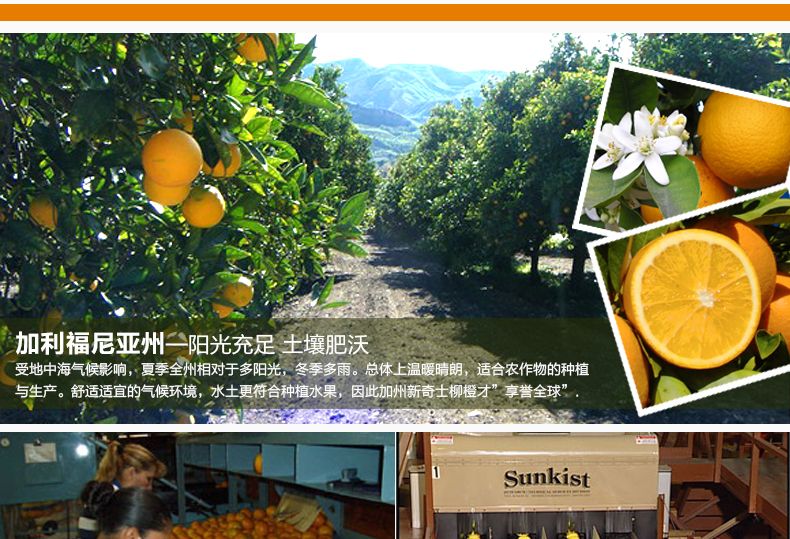 加利福尼亚州—阳光充足 土壤肥沃
受地中海气候影响，夏季全州相对于多阳光，冬季多雨。总体上温暖晴朗，适合农作物的种植
与生产。舒适适宜的气候环境，水土更符合种植水果，因此加州新奇士柳橙才”享誉全球”.
1
Sunkist